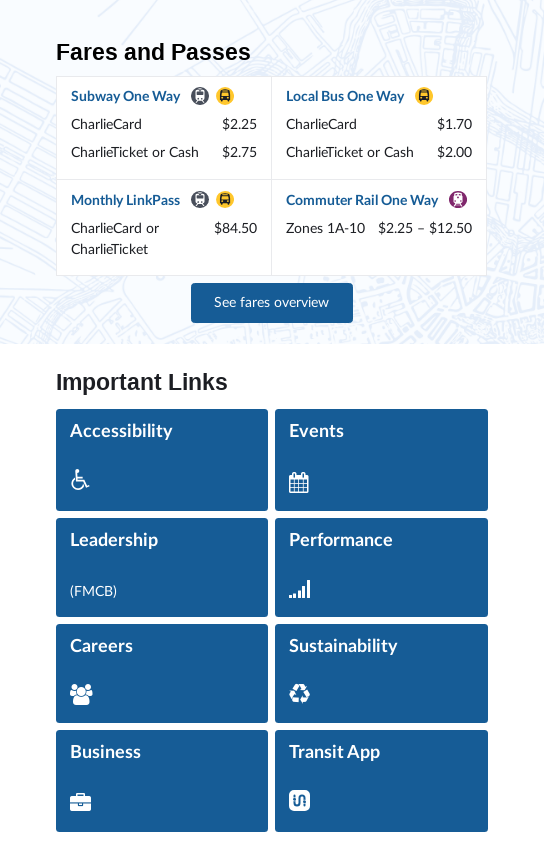 Fares and Passes
Subway One Way
CharlieCard $2.25
CharlieTicket or Cash $2.75
Local Bus One Way
CharlieCard $1.70
CharlieTicket or Cash $2.00
Monthly LinkPass
CharlieCard or $84.50
CharlieTicket
Commuter Rail One Way
Zones 1A-10 $2.25 – $12.50
See fares overview
Important Links
Accessibility
Events
Leadership
(FMCB)
Performance
Careers
Sustainability
Business
Transit App